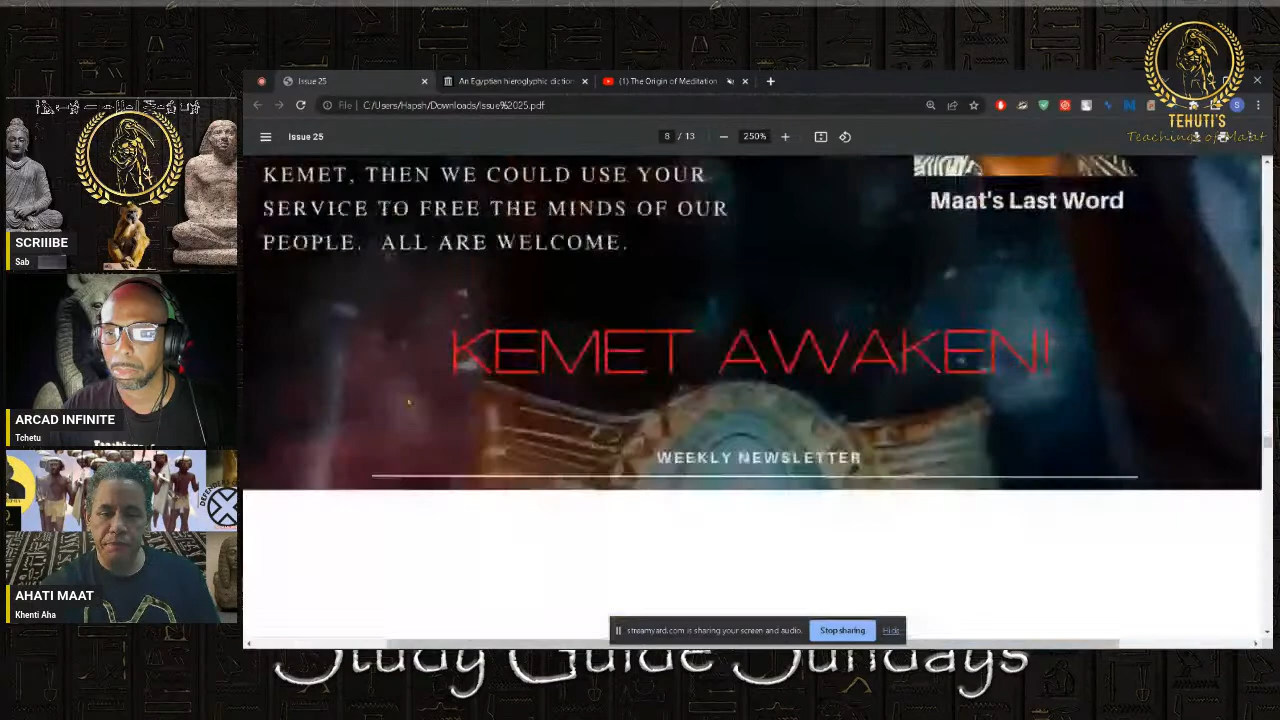 TEHUTI'S
Teachings of Maat
Issue 25
An Egyptian hieroglyphic diction
(1) The Origin of Meditation
File
C:/Users/Hapsh/Downloads/Issue%2025.pdf
S
Issue 25
8 / 13
250%
KEMET, THEN WE COULD USE YOUR
SERVICE TO FREE THE MINDS OF OUR
PEOPLE. ALL ARE WELCOME.
Maat's Last Word
KEMET AWAKEN!
WEEKLY NEWSLETTER
SCRIIIBE
Sab
ARCAD INFINITE
Tchetu
AHATI MAAT
Khenti Aha
streamyard.com is sharing your screen and audio.
Stop sharing
Hide
Study Guide Sundays